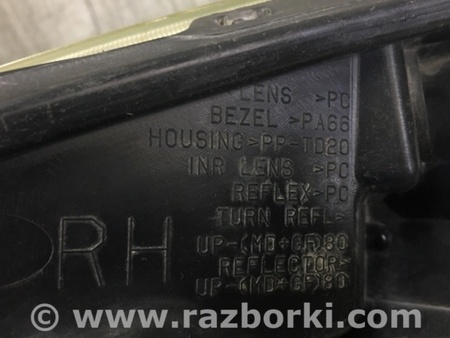 LENS >PC
BEZEL >PA66
HOUSING>PP-TD20
INR LENS >PC
REFLEX>PC
TURN REFL>
UP-(MD+GF)80
REFLECTOR>
UP-(MD+GF)80
RH
© www.razborki.com